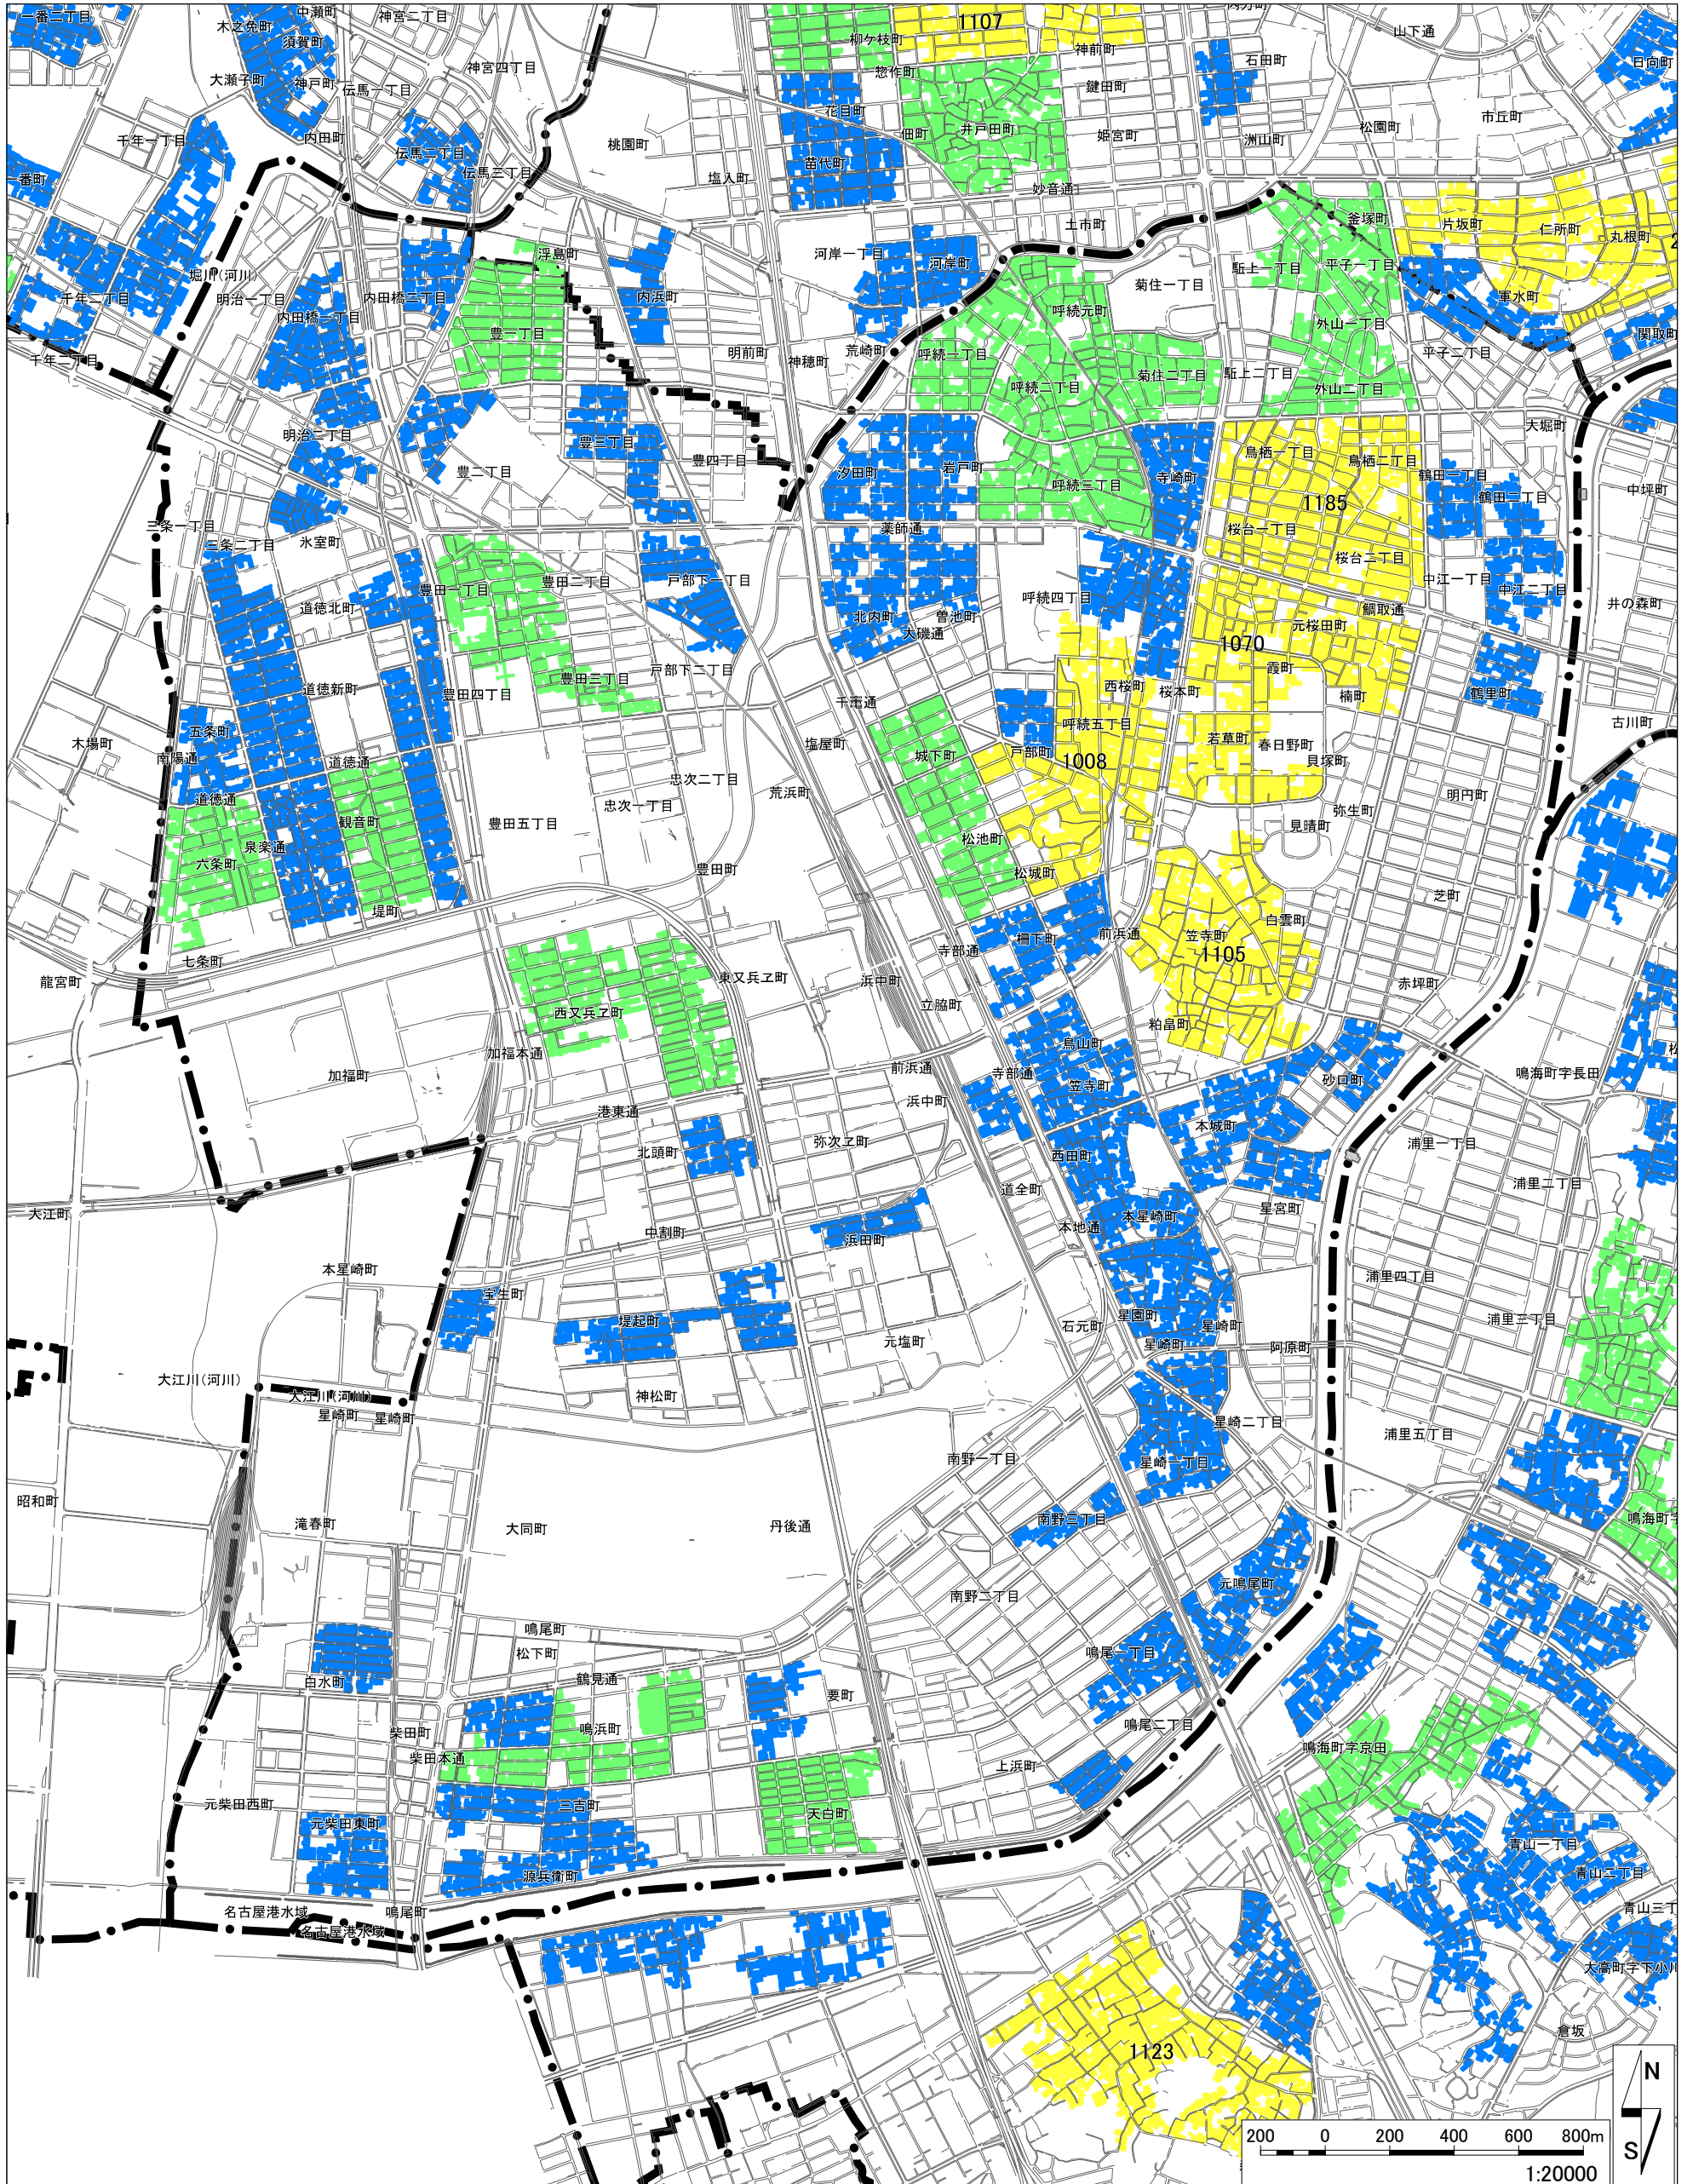 一番二丁目
木之免町
中瀬町
須賀町
神宮二丁目
大瀬子町
神戸町
伝馬一丁目
神宮四丁目
柳ケ枝町
1107
神前町
惣作町
鍵田町
石田町
山下通
日向町
千年一丁目
内田町
伝馬二丁目
伝馬三丁目
桃園町
花目町
佃町
井戸田町
姫宮町
洲山町
松園町
市丘町
一番町
塩入町
苗代町
妙音通
土市町
釜塚町
片坂町
仁所町
丸根町
2
堀川(河川)
千年二丁目
明治一丁目
内田橋二丁目
内田橋一丁目
浮島町
内浜町
河岸一丁目
河岸町
菊住一丁目
駈上一丁目
平子一丁目
軍水町
関取町
千年二丁目
豊一丁目
明前町
神穂町
荒崎町
呼続元町
呼続一丁目
呼続二丁目
菊住二丁目
駈上二丁目
外山一丁目
外山二丁目
平子二丁目
大堀町
明治二丁目
豊二丁目
豊三丁目
豊四丁目
汐田町
岩戸町
呼続三丁目
寺崎町
鳥栖一丁目
鳥栖二丁目
1185
鶴田一丁目
鶴田二丁目
中坪町
三条一丁目
三条二丁目
氷室町
薬師通
桜台一丁目
桜台二丁目
道徳北町
豊田一丁目
豊田二丁目
戸部下一丁目
北内町
曽池町
大磯通
呼続四丁目
中江一丁目
中江二丁目
鯛取通
元桜田町
井の森町
1070
霞町
道徳新町
豊田四丁目
豊田三丁目
戸部下二丁目
千竈通
西桜町
桜本町
楠町
鶴里町
古川町
木場町
五条町
南陽通
道徳通
道徳通
塩屋町
城下町
戸部町
呼続五丁目
1008
若草町
春日野町
貝塚町
忠次二丁目
忠次一丁目
荒浜町
明円町
弥生町
見晴町
観音町
泉楽通
六条町
豊田五丁目
松池町
松城町
豊田町
堤町
芝町
白雲町
笠寺町
1105
前浜通
柵下町
寺部通
七条町
龍宮町
東又兵ヱ町
浜中町
立脇町
赤坪町
西又兵ヱ町
粕畠町
鳥山町
加福本通
加福町
前浜通
寺部通
笠寺町
砂口町
鳴海町字長田
港東通
浜中町
本城町
北頭町
弥次ヱ町
西田町
浦里一丁目
浦里二丁目
道全町
大江町
中割町
浜田町
本地通
本星崎町
星宮町
本星崎町
宝生町
堤起町
元塩町
石元町
星園町
星崎町
星崎町
阿原町
浦里四丁目
浦里三丁目
大江川(河川)
大江川(河川)
星崎町
星崎町
神松町
星崎二丁目
浦里五丁目
南野一丁目
星崎一丁目
昭和町
滝春町
大同町
丹後通
南野三丁目
元鳴尾町
南野二丁目
鳴尾町
松下町
鶴見通
鳴尾一丁目
白水町
要町
柴田町
鳴浜町
鳴尾二丁目
柴田本通
上浜町
鳴海町字京田
元柴田西町
元柴田東町
三吉町
天白町
青山一丁目
青山二丁目
源兵衛町
名古屋港水域
鳴尾町
名古屋港水域
大高町字下小川
倉坂
1123
N
S
200 0 200 400 600 800m
1:20000